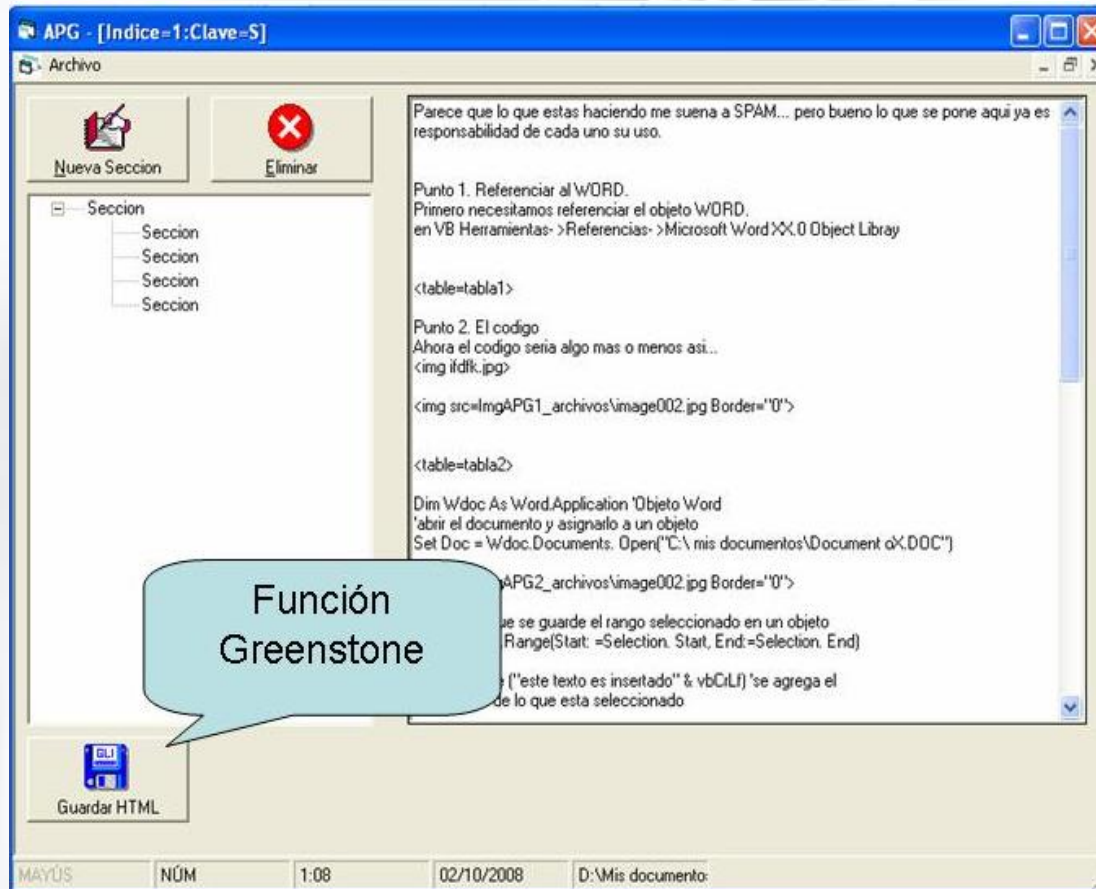 APG - [Indice=1:Clave=S]
Archivo
Nueva Seccion
Eliminar
Seccion
Seccion
Seccion
Seccion
Seccion
Parece que lo que estas haciendo me suena a SPAM... pero bueno lo que se pone aqui ya es
responsabilidad de cada uno su uso.
Punto 1. Referenciar al WORD.
Primero necesitamos referenciar el objeto WORD.
en VB Herramientas->Referencias->Microsoft Word XX.0 Object Libray
<table=tabla1>
Punto 2. El codigo
Ahora el codigo seria algo mas o menos asi...
<img ifdfk.jpg>
<img src=ImgAPG1_archivos\image002.jpg Border="0">
<table=tabla2>
Dim Wdoc As Word.Application 'Objeto Word
'abrir el documento y asignarlo a un objeto
Set Doc = Wdoc.Documents. Open("C:\ mis documentos\Document oX.DOC")
APG2_archivos\image002.jpg Border="0">
se guarde el rango seleccionado en un objeto
.Range(Start: =Selection. Start, End:=Selection. End)
("este texto es insertado" & vbCrLf) 'se agrega el
de lo que esta seleccionado
Función
Greenstone
GLI
Guardar HTML
MAYÚS NÚM 1:08 02/10/2008 D:\Mis documento